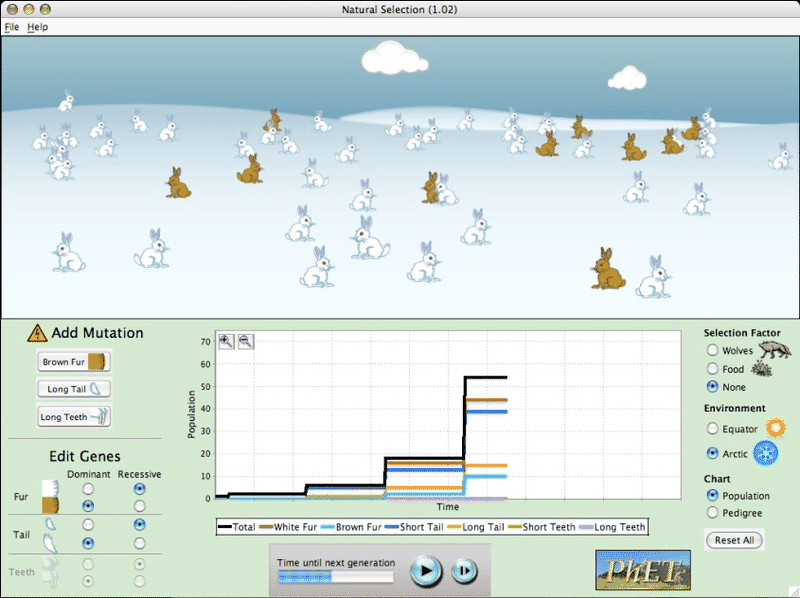 Natural Selection (1.02)
File Help
Add Mutation
Brown Fur
Long Tail
Long Teeth
Edit Genes
Dominant Recessive
Fur
Tail
Teeth
70
60
50
40
30
20
10
0
Population
Time
Total White Fur Brown Fur Short Tail Long Tail Short Teeth Long Teeth
Time until next generation
PhET
Selection Factor
Wolves
Food
None
Environment
Equator
Arctic
Chart
Population
Pedigree
Reset All